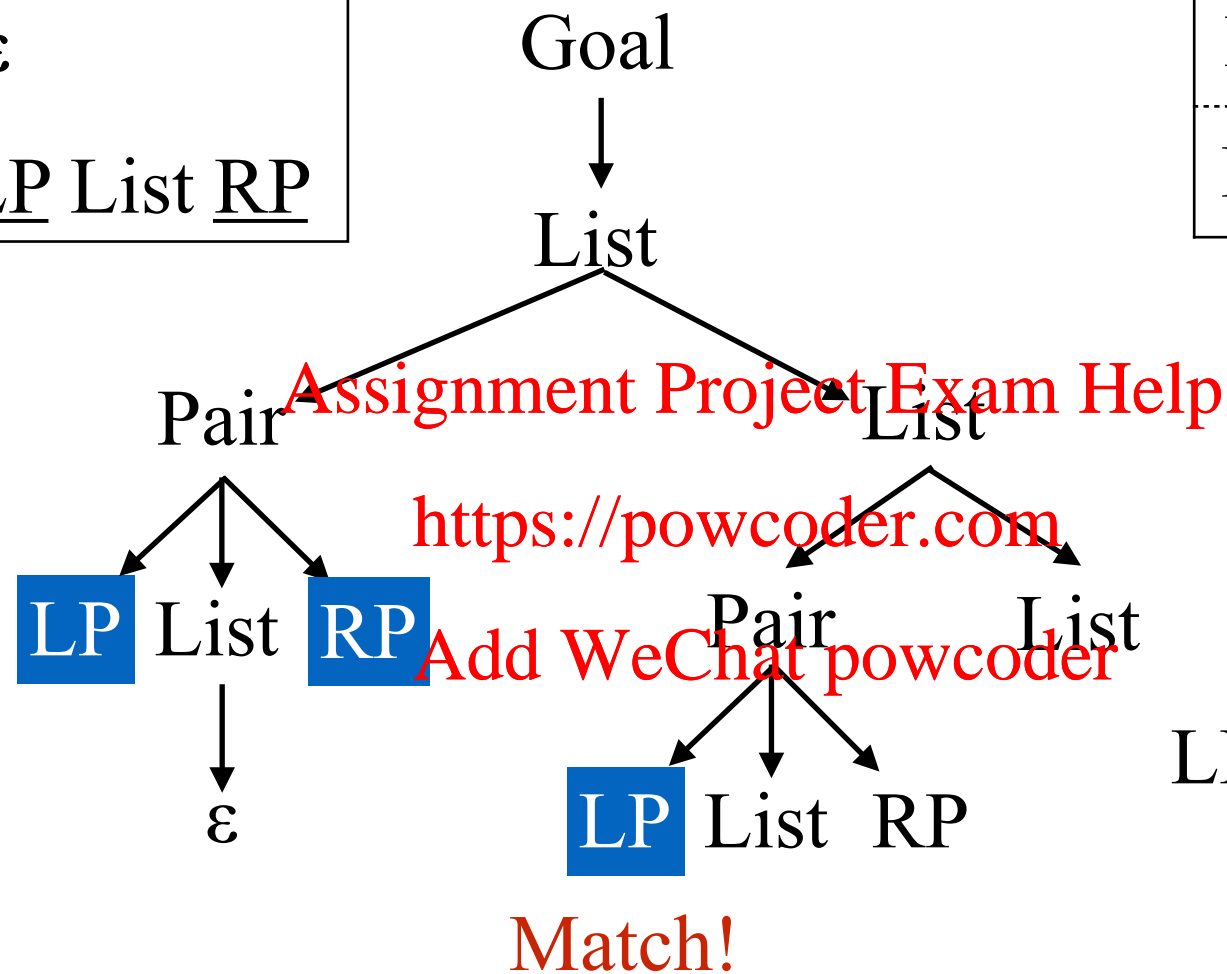 Goal
ε
LP List RP
List
Assignment Project Exam Help
Pair List
https://powcoder.com
LP List RP Pair List
Add WeChat powcoder
ε
LP List RP
Match!